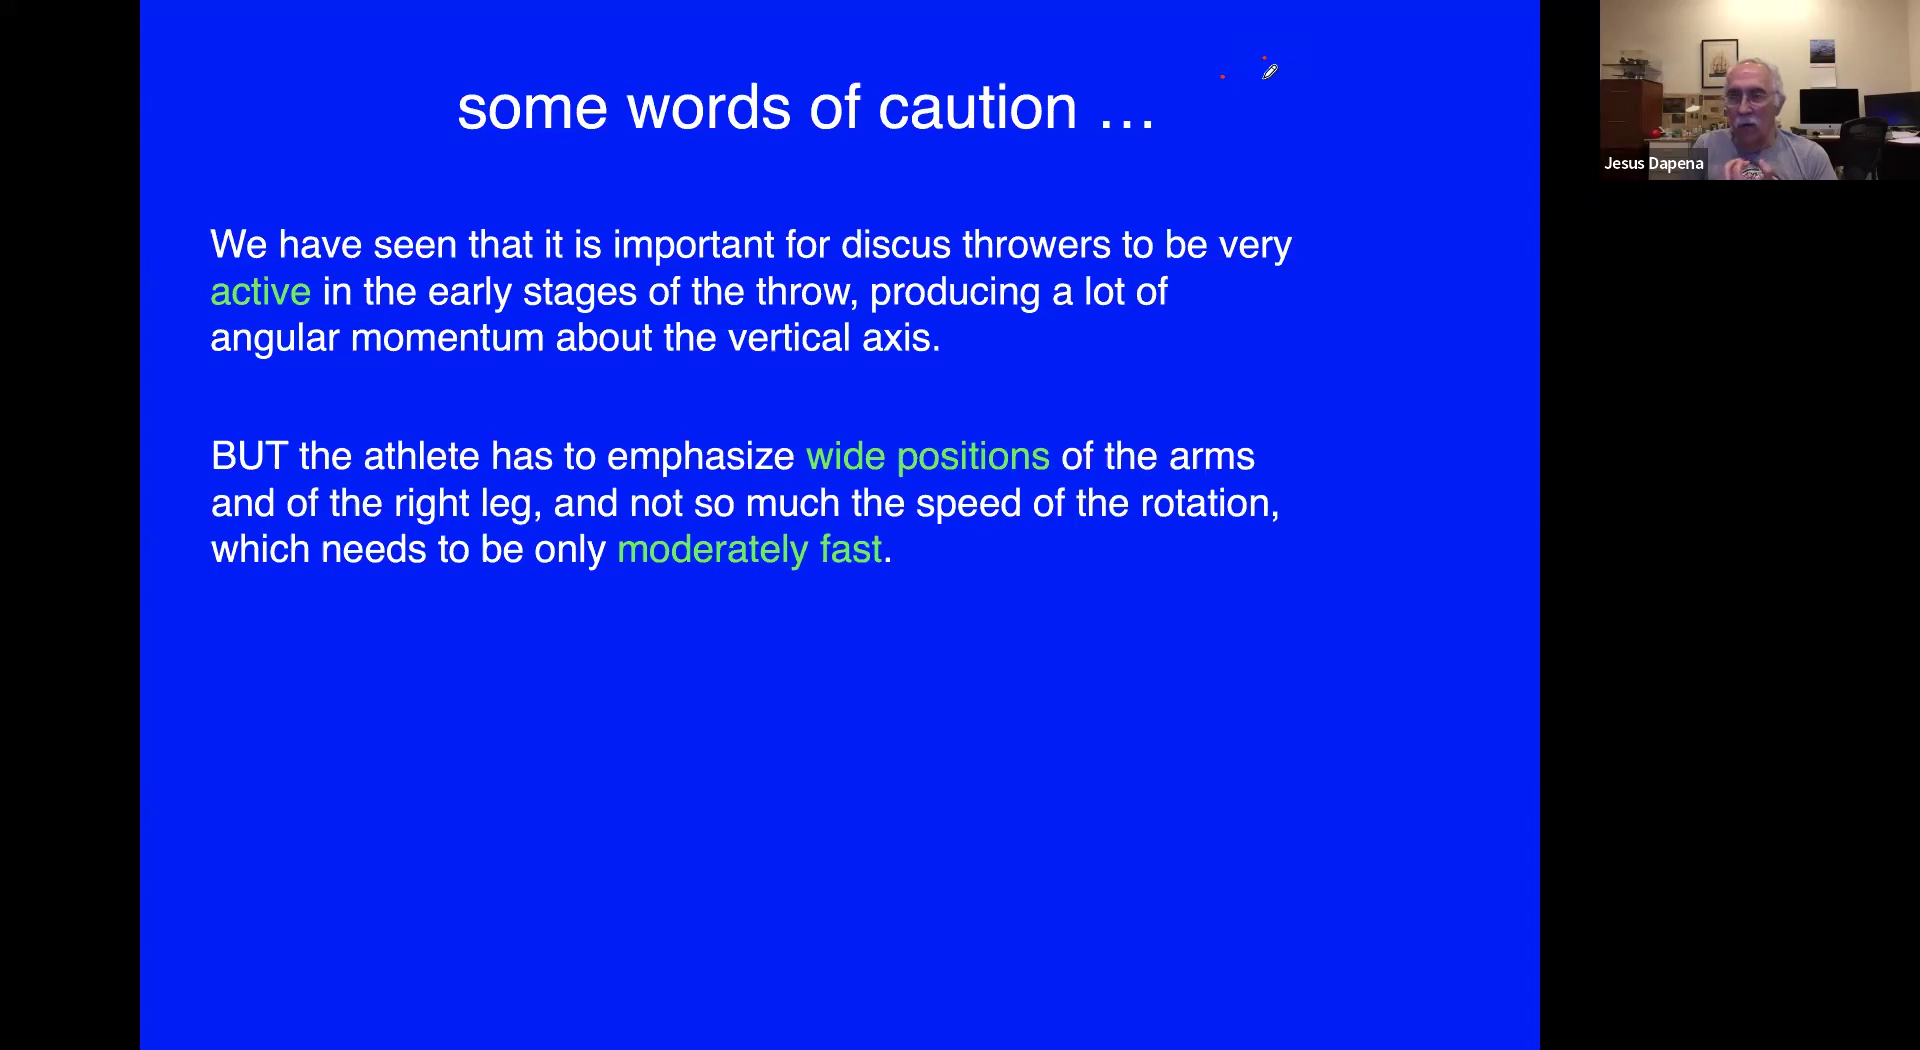 some words of caution ...
We have seen that it is important for discus throwers to be very
active in the early stages of the throw, producing a lot of
angular momentum about the vertical axis.
BUT the athlete has to emphasize wide positions of the arms
and of the right leg, and not so much the speed of the rotation,
which needs to be only moderately fast.
Jesus Dapena